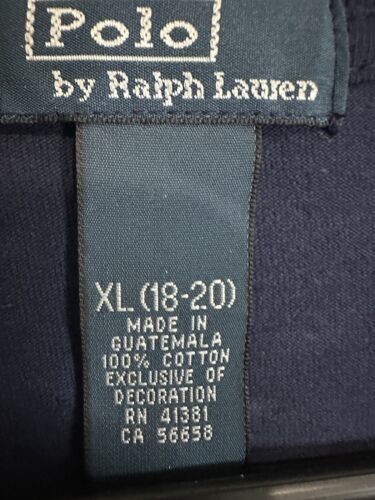 Polo
by Ralph Lauren
XL (18-20)
MADE IN
GUATEMALA
100% COTTON
EXCLUSIVE OF
DECORATION
RN 41381
CA 56658